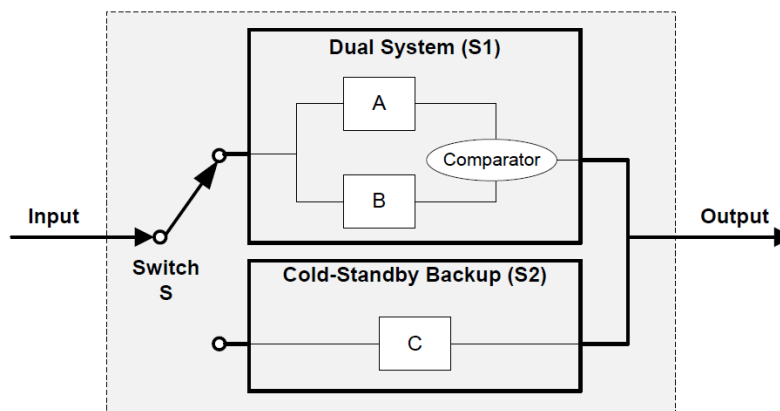 Dual System (S1)
A
Comparator
B
Input
Output
Switch
S
Cold-Standby Backup (S2)
C